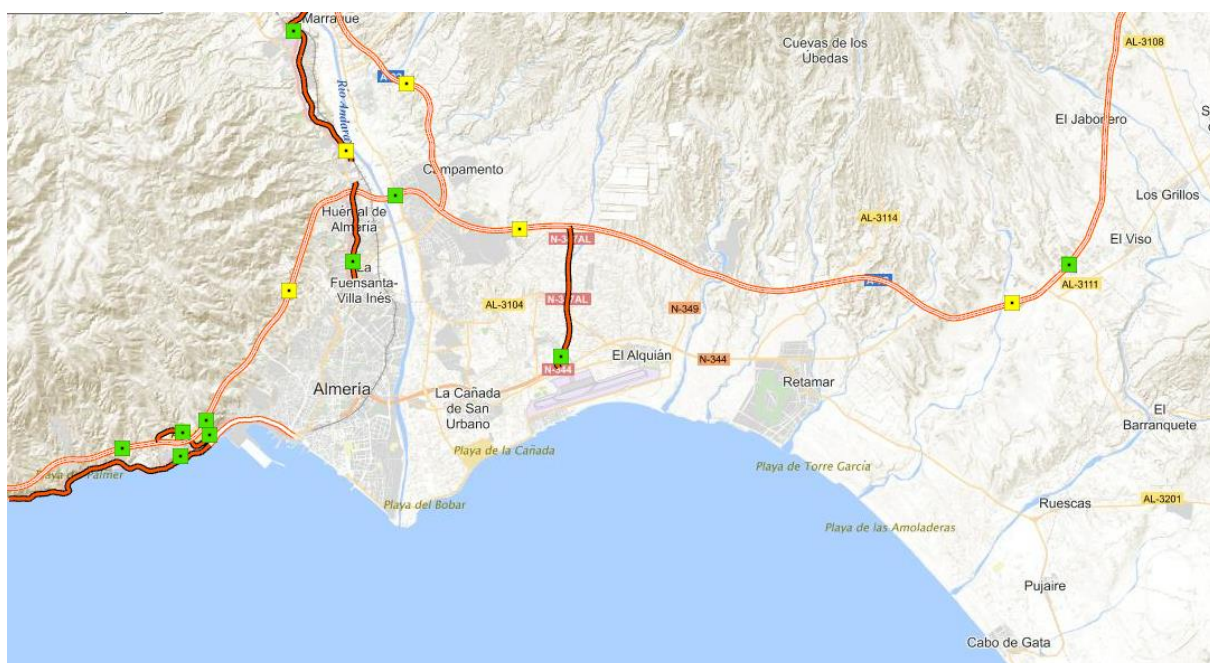 Marraque
Cuevas de los
Úbedas
AL-3108
El Jabonero
Campamento
Los Grillos
Huércal de
Almería
AL-3114
El Viso
La
Fuensanta-
Villa Inés
AL-3111
AL-3104
N-349
N-344
El Alquián
N-344
Retamar
Almería
La Cañada
de San
Urbano
El
Barranquete
Playa de la Cañada
Playa de Torre García
Playa del Bobar
Ruescas
AL-3201
Playa de las Amoladeras
Pujaire
Cabo de Gata